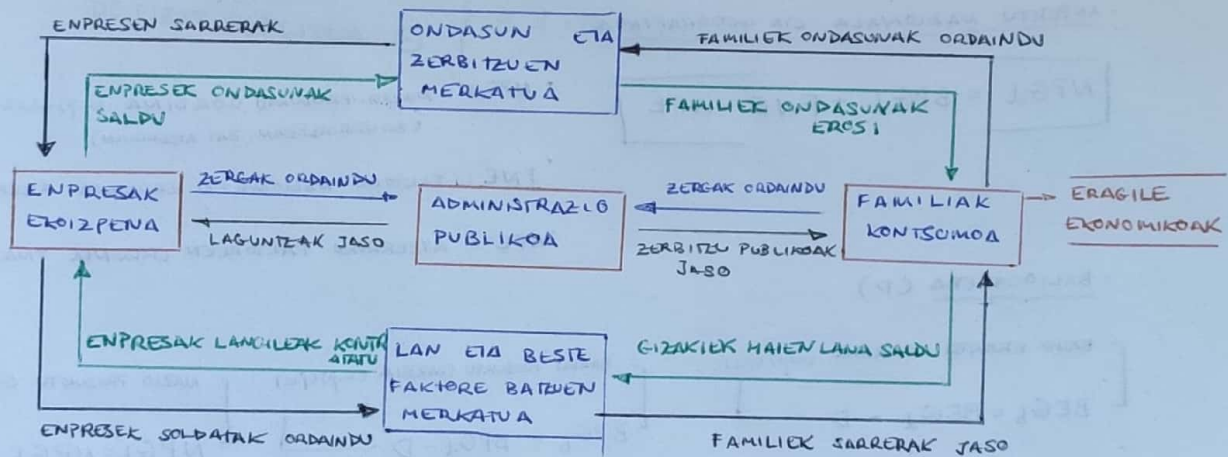 ENPRESEN SARRERAK
ONDASUN ETA
ZERBITZUEN
MERKATUA
FAMILIEK ONDASUNAK ORDAINDU
ENPRESEK ONDASUNAK
SALDU
FAMILIEK ONDASUNAK
EROSI
ENPRESAK
EKOIZPENA
ZERGAK ORDAINDU
LAGUNTZAK JASO
ADMINISTRAZIO
PUBLIKOA
ZERGAK ORDAINDU
ZERBITZU PUBLIKOAK
JASO
FAMILIAK
KONTSUMOA
ERAGILE
EKONOMIKOAK
ENPRESAK LANGILEAK KONTR
ATATU
LAN ETA BESTE
FAKTORE BATZUEN
MERKATUA
GIZAKIEK HAIEN LANA SALDU
ENPRESEK SOLDATAK ORDAINDU
FAMILIEK SARRERAK JASO